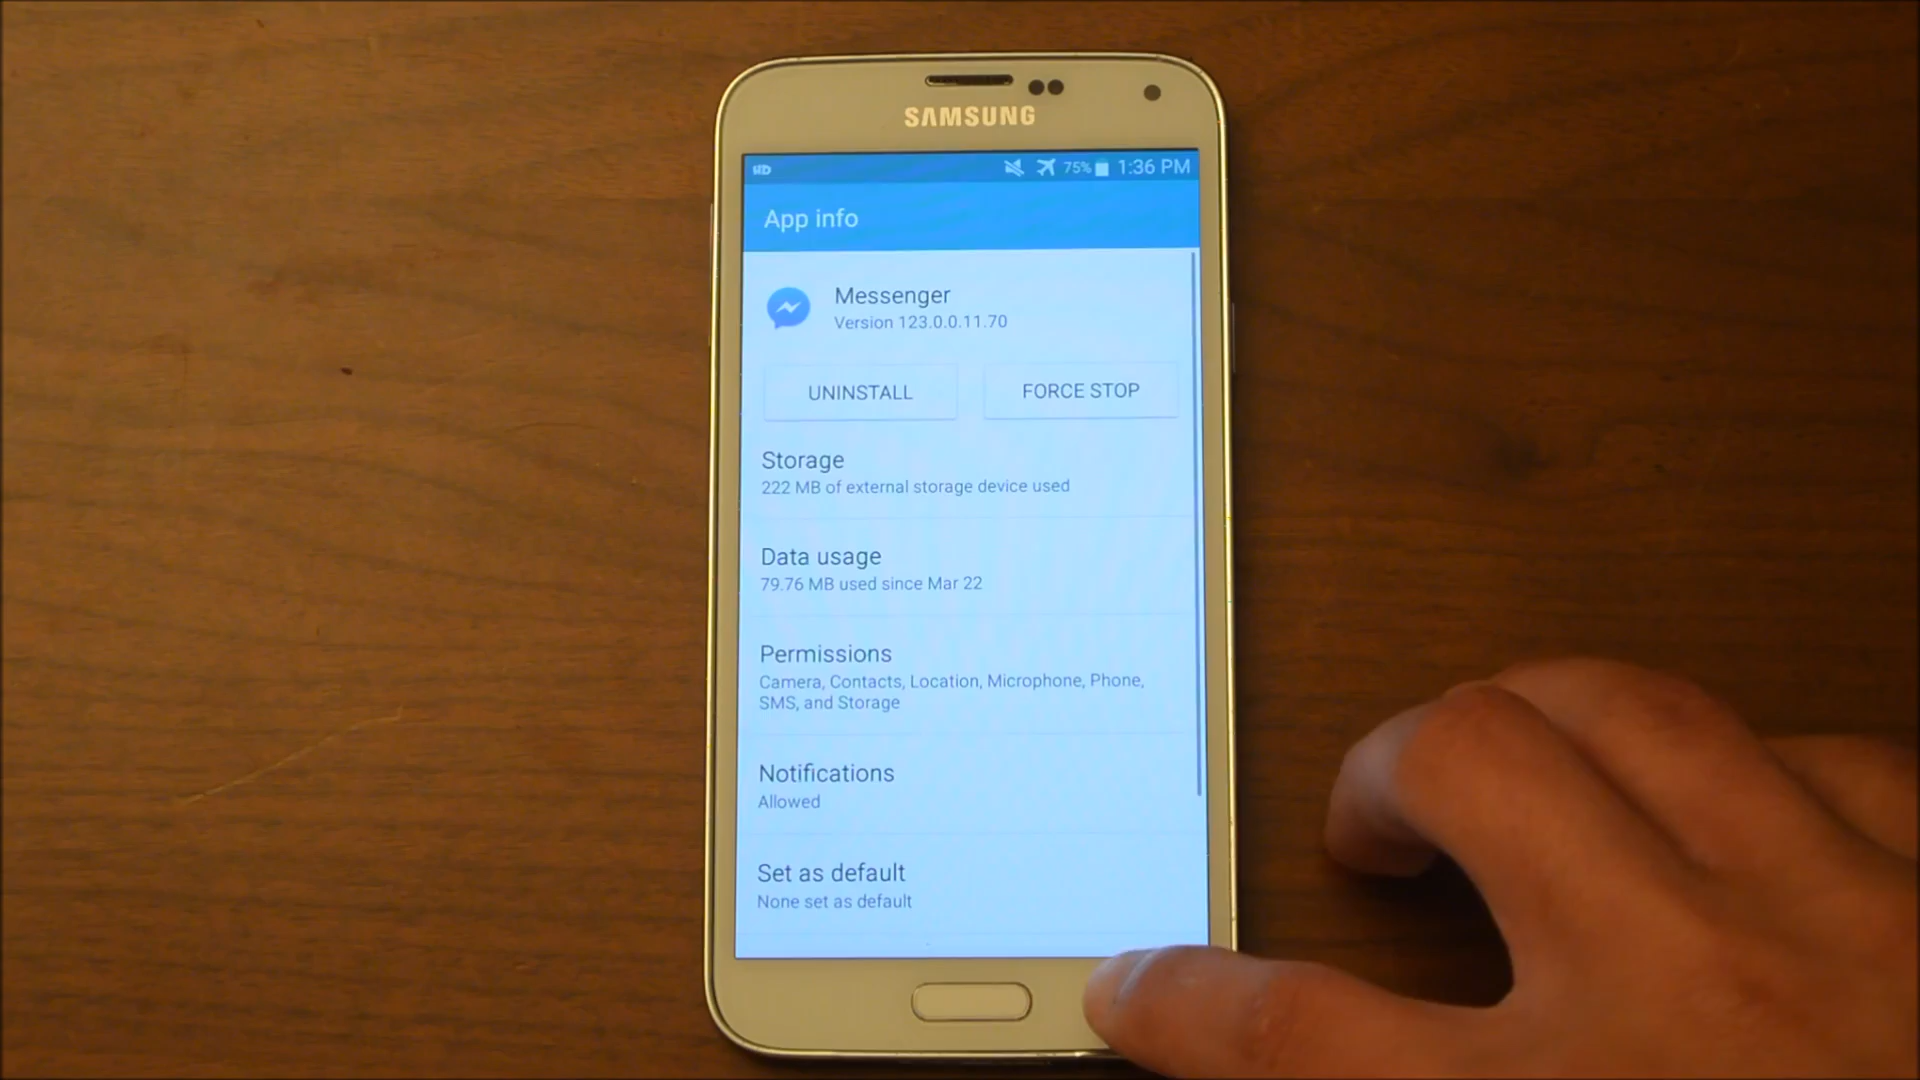 SAMSUNG
75% 1:36 PM
App info
Messenger
Version 123.0.0.11.70
UNINSTALL FORCE STOP
Storage
222 MB of external storage device used
Data usage
79.76 MB used since Mar 22
Permissions
Camera, Contacts, Location, Microphone, Phone,
SMS, and Storage
Notifications
Allowed
Set as default
None set as default